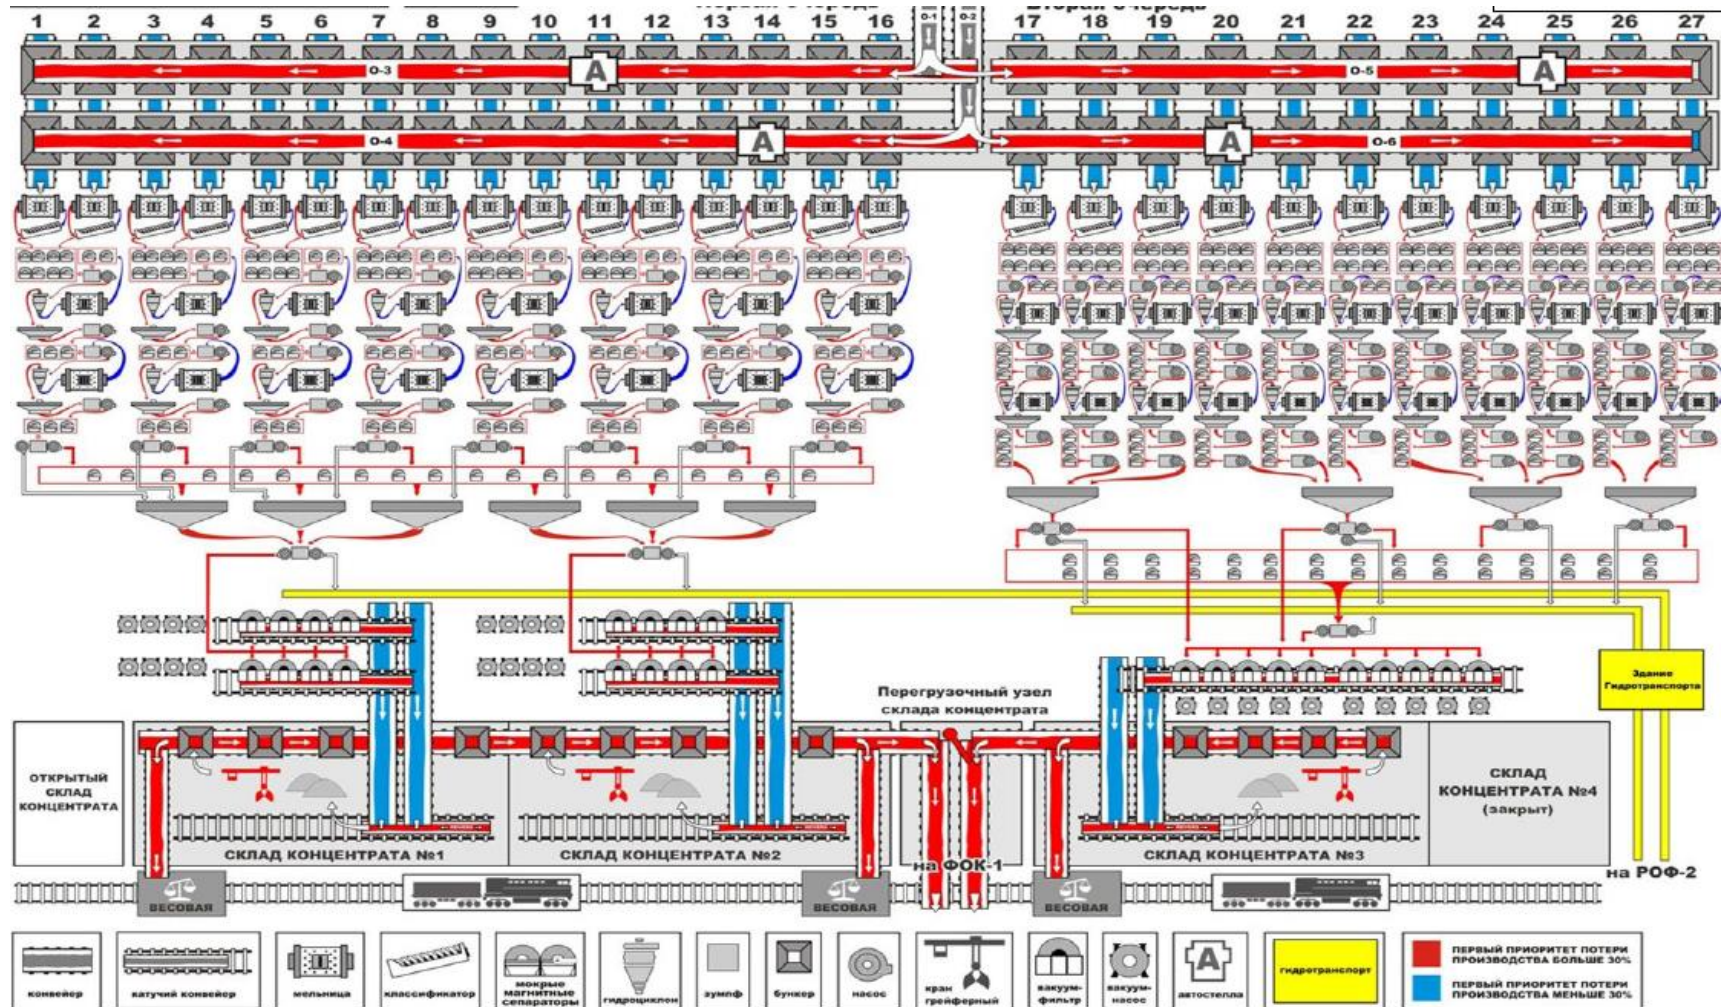 Первая очередь
Вторая очередь
1 2 3 4 5 6 7 8 9 10 11 12 13 14 15 16 О-1 О-2 17 18 19 20 21 22 23 24 25 26 27
О-3 А О-5 А
О-4 А А О-6
Перегрузочный узел
склада концентрата
Здание
Гидротранспорта
ОТКРЫТЫЙ
СКЛАД
КОНЦЕНТРАТА
СКЛАД
КОНЦЕНТРАТА №4
(закрыт)
СКЛАД КОНЦЕНТРАТА №1
СКЛАД КОНЦЕНТРАТА №2
на ФОК-1
СКЛАД КОНЦЕНТРАТА №3
на РОФ-2
ВЕСОВАЯ
ВЕСОВАЯ
ВЕСОВАЯ
конвейер
катучий конвейер
мельница
классификатор
мокрые
магнитные
сепараторы
гидроциклон
зумпф
бункер
насос
кран
грейферный
вакуум-
фильтр
вакуум-
насос
А
автостелла
гидротранспорт
ПЕРВЫЙ ПРИОРИТЕТ ПОТЕРИ
ПРОИЗВОДСТВА БОЛЬШЕ 30%
ПЕРВЫЙ ПРИОРИТЕТ ПОТЕРИ
ПРОИЗВОДСТВА МЕНЬШЕ 30%